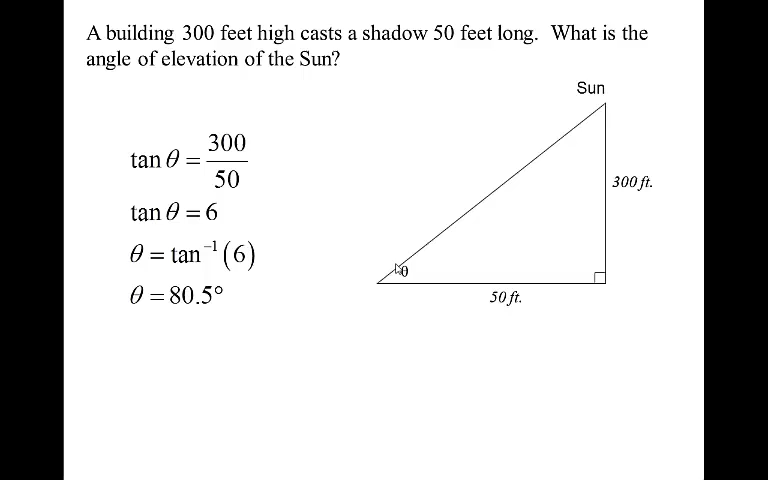 A building 300 feet high casts a shadow 50 feet long. What is the
angle of elevation of the Sun?
Sun
tan θ = 300/50
300 ft.
tan θ = 6
θ = tan⁻¹(6)
θ
θ = 80.5°
50 ft.